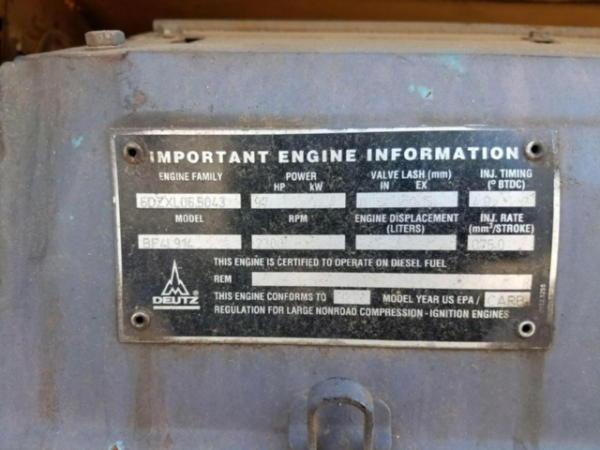 IMPORTANT ENGINE INFORMATION
ENGINE FAMILY POWER VALVE LASH (mm) INJ. TIMING
HP kW IN EX (° BTDC)
6DZXL06.5043
MODEL RPM ENGINE DISPLACEMENT INJ. RATE
(LITERS) (mm³/STROKE)
BF4L914
THIS ENGINE IS CERTIFIED TO OPERATE ON DIESEL FUEL
REM
DEUTZ
THIS ENGINE CONFORMS TO MODEL YEAR US EPA / CARB
REGULATION FOR LARGE NONROAD COMPRESSION - IGNITION ENGINES